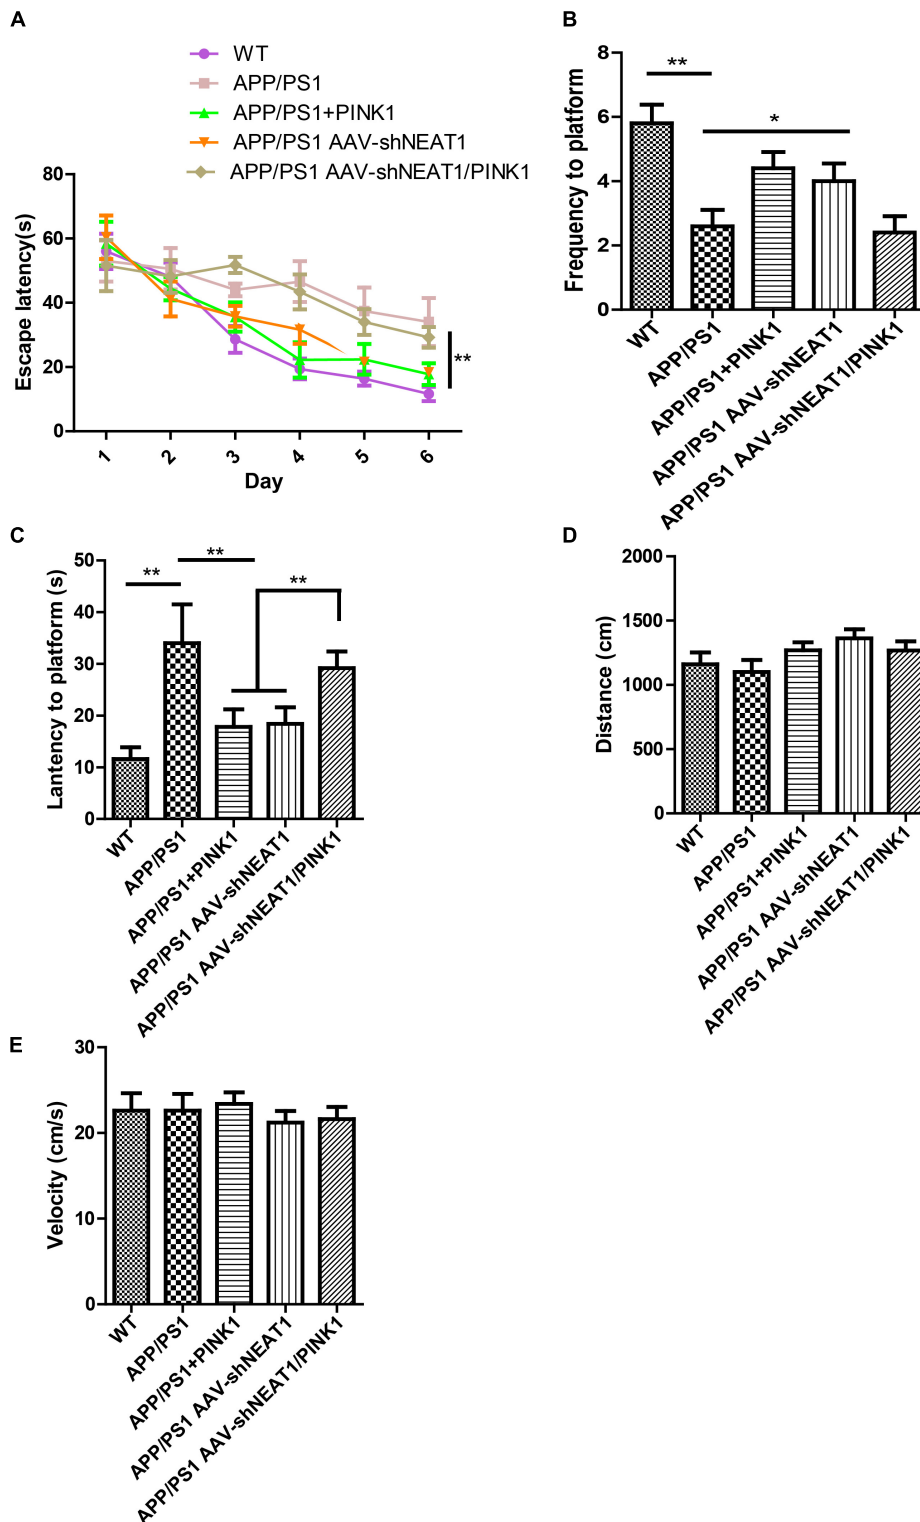 A
WT
APP/PS1
APP/PS1+PINK1
APP/PS1 AAV-shNEAT1
APP/PS1 AAV-shNEAT1/PINK1
Escape latency(s)
80
60
40
20
0
**
1 2 3 4 5 6
Day
B
Frequency to platform
8
6
4
2
0
**
*
WT
APP/PS1
APP/PS1+PINK1
APP/PS1 AAV-shNEAT1
APP/PS1 AAV-shNEAT1/PINK1
C
Lantency to platform (s)
50
40
30
20
10
0
**
**
**
WT
APP/PS1
APP/PS1+PINK1
APP/PS1 AAV-shNEAT1
APP/PS1 AAV-shNEAT1/PINK1
D
Distance (cm)
2000
1500
1000
500
0
WT
APP/PS1
APP/PS1+PINK1
APP/PS1 AAV-shNEAT1
APP/PS1 AAV-shNEAT1/PINK1
E
Velocity (cm/s)
30
20
10
0
WT
APP/PS1
APP/PS1+PINK1
APP/PS1 AAV-shNEAT1
APP/PS1 AAV-shNEAT1/PINK1